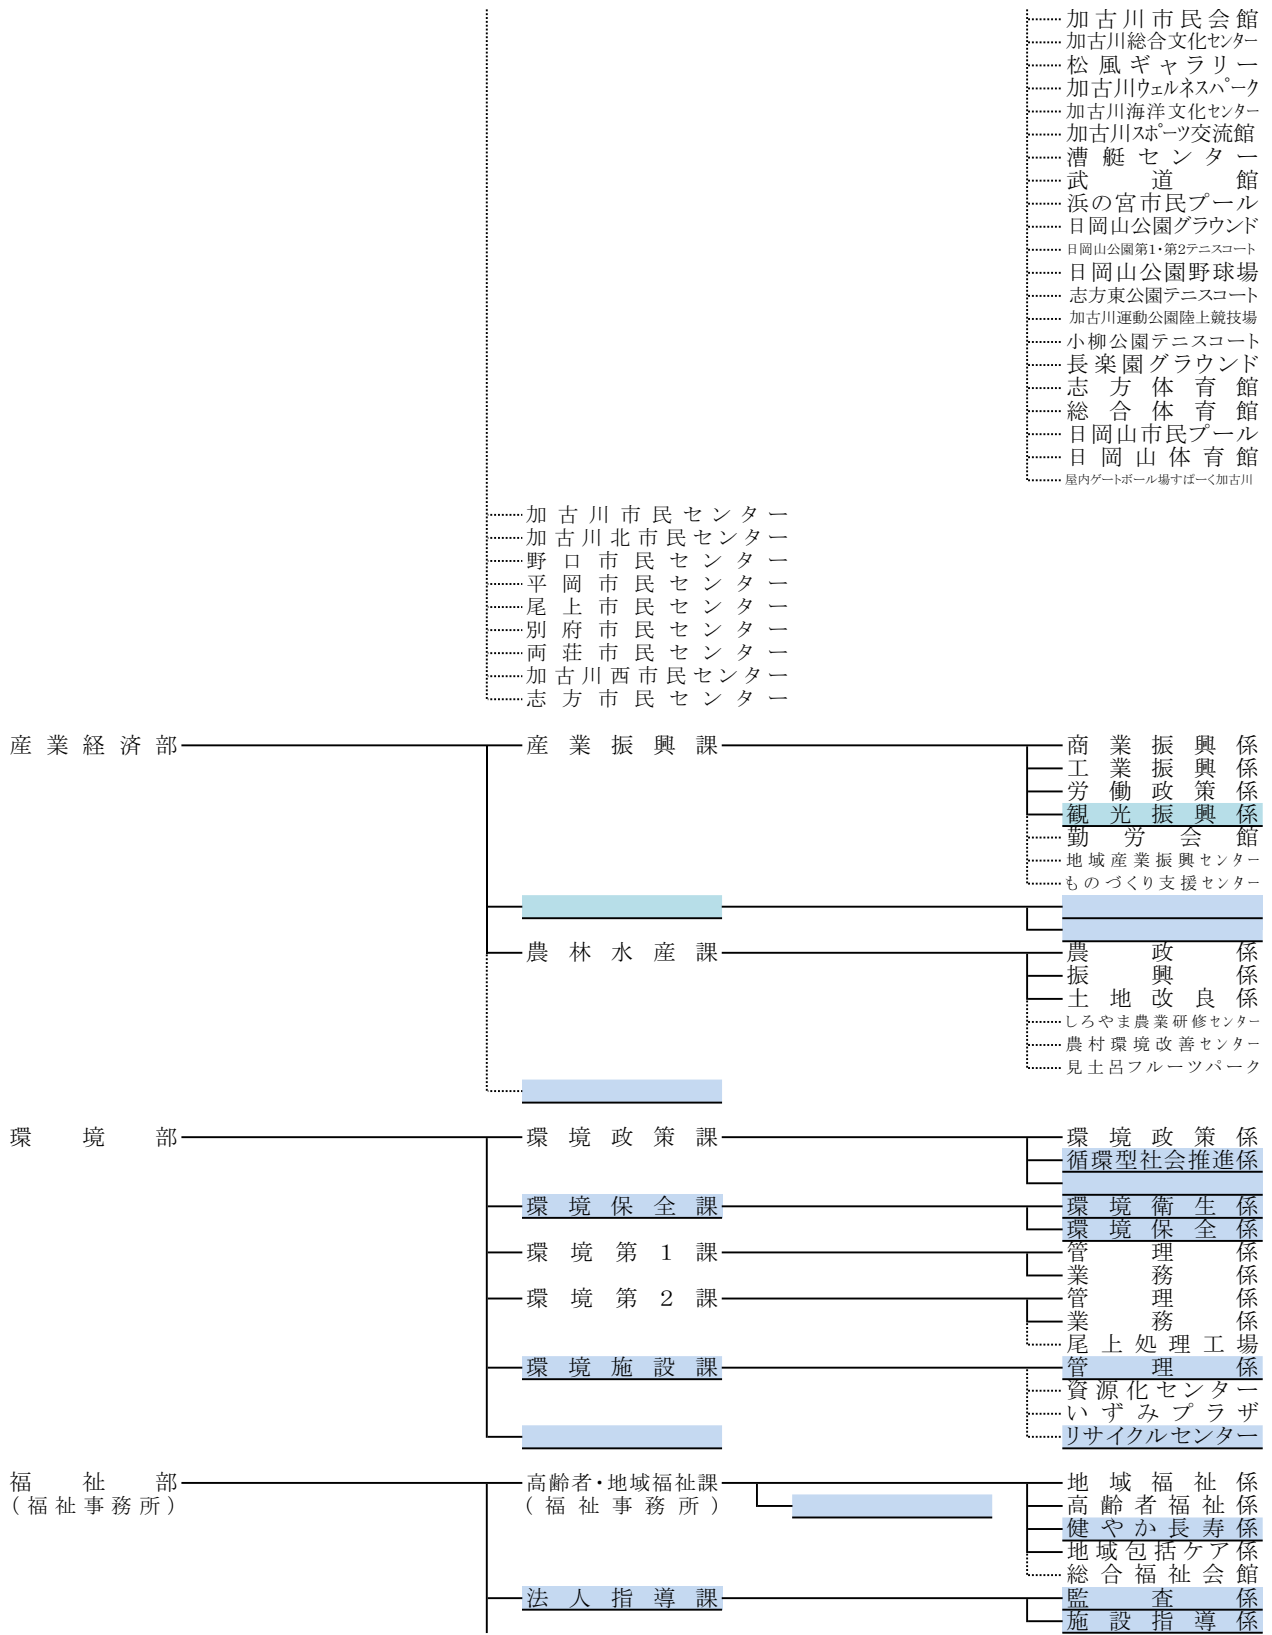 加古川市民会館
加古川総合文化センター
松風ギャラリー
加古川ウェルネスパーク
加古川海洋文化センター
加古川スポーツ交流館
漕艇センター
武道館
浜の宮市民プール
日岡山公園グラウンド
日岡山公園第1・第2テニスコート
日岡山公園野球場
志方東公園テニスコート
加古川運動公園陸上競技場
小柳公園テニスコート
長楽園グラウンド
志方体育館
総合体育館
日岡山市民プール
日岡山体育館
屋内ゲートボール場すぱーく加古川
加古川市民センター
加古川北市民センター
野口市民センター
平岡市民センター
尾上市民センター
別府市民センター
両荘市民センター
加古川西市民センター
志方市民センター
産業経済部 産業振興課 商業振興係
工業振興係
労働政策係
観光振興係
勤労会館
地域産業振興センター
ものづくり支援センター
農林水産課 農政係
振興係
土地改良係
しろやま農業研修センター
農村環境改善センター
見土呂フルーツパーク
環境部 環境政策課 環境政策係
循環型社会推進係
環境保全課 環境衛生係
環境保全係
環境第1課 管理係
業務係
環境第2課 管理係
業務係
尾上処理工場
環境施設課 管理係
資源化センター
いずみプラザ
リサイクルセンター
福祉部 高齢者・地域福祉課 地域福祉係
(福祉事務所) (福祉事務所) 高齢者福祉係
健やか長寿係
地域包括ケア係
総合福祉会館
法人指導課 監査係
施設指導係